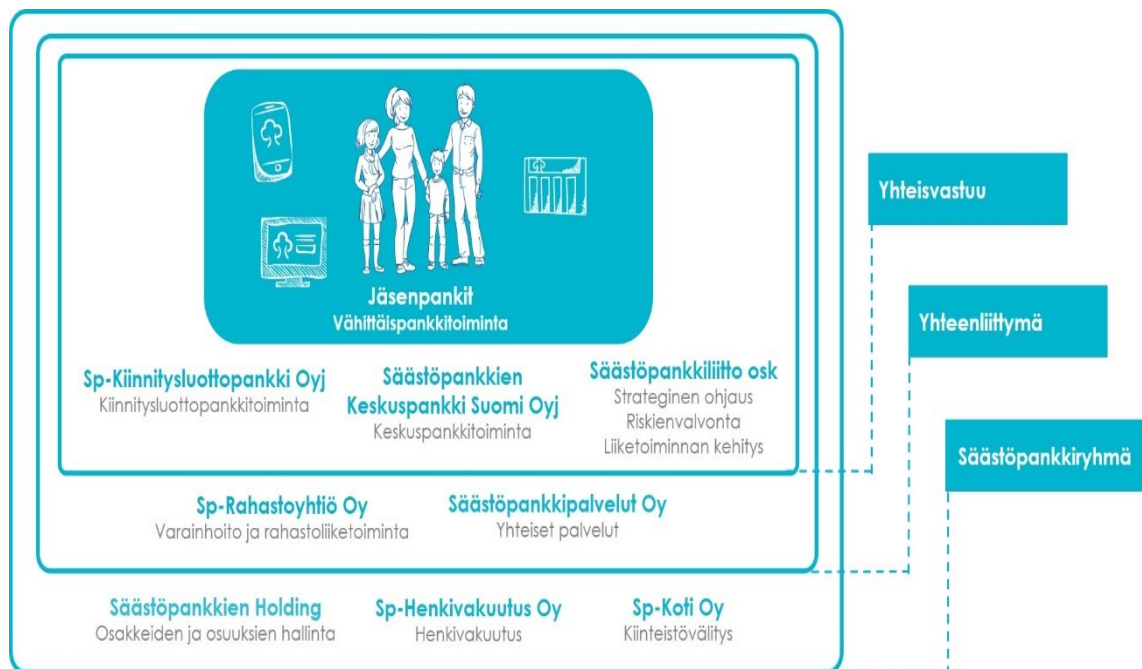 Jäsenpankit
Vähittäispankkitoiminta
Sp-Kiinnitysluottopankki Oyj
Kiinnitysluottopankkitoiminta
Säästöpankkien
Keskuspankki Suomi Oyj
Keskuspankkitoiminta
Säästöpankkiliitto osk
Strateginen ohjaus
Riskienvalvonta
Liiketoiminnan kehitys
Sp-Rahastoyhtiö Oy
Varainhoito ja rahastoliiketoiminta
Säästöpankkipalvelut Oy
Yhteiset palvelut
Säästöpankkien Holding
Osakkeiden ja osuuksien hallinta
Sp-Henkivakuutus Oy
Henkivakuutus
Sp-Koti Oy
Kiinteistövälitys
Yhteisvastuu
Yhteenliittymä
Säästöpankkiryhmä